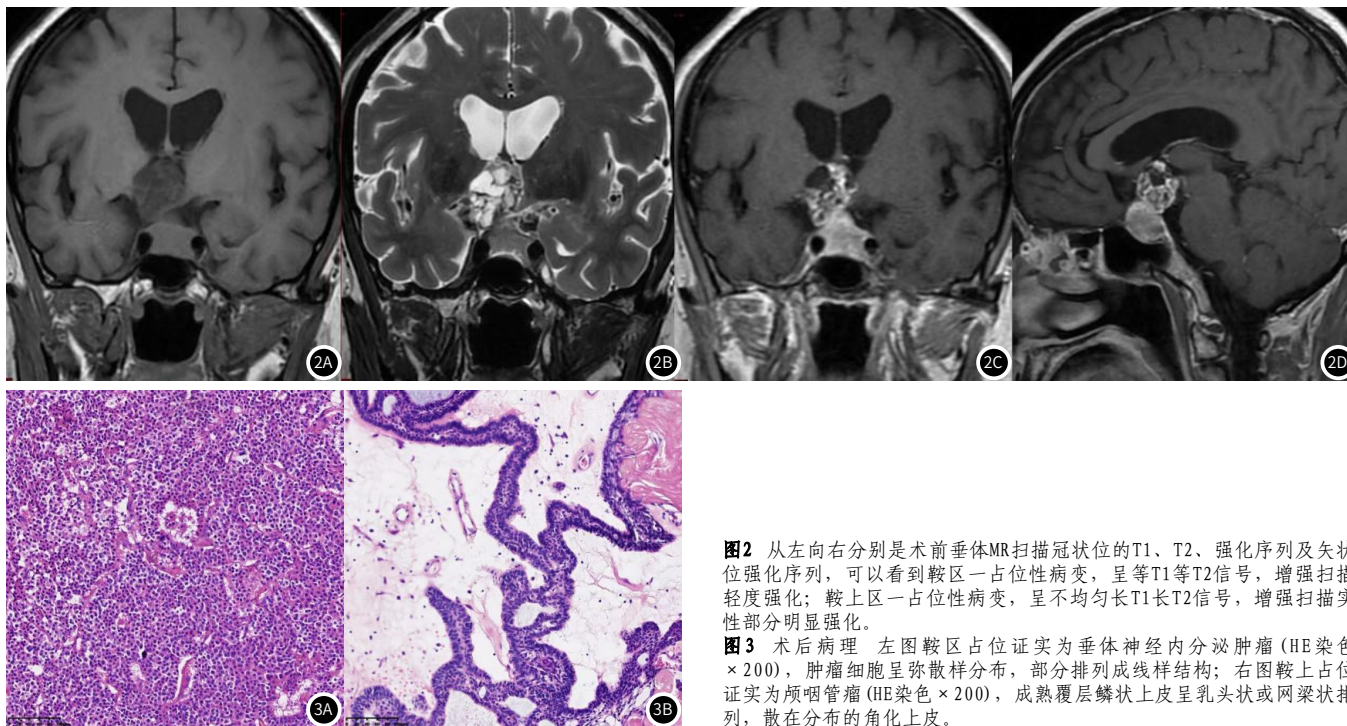 2A
2B
2C
2D
3A
3B
图2 从左向右分别是术前垂体MR扫描冠状位的T1、T2、强化序列及矢状
位强化序列，可以看到鞍区一占位性病变，呈等T1等T2信号，增强扫描
轻度强化；鞍上区一占位性病变，呈不均匀长T1长T2信号，增强扫描实
性部分明显强化。
图3 术后病理 左图鞍区占位证实为垂体神经内分泌肿瘤(HE染色
×200)，肿瘤细胞呈弥散样分布，部分排列成线样结构；右图鞍上占位
证实为颅咽管瘤(HE染色×200)，成熟覆层鳞状上皮呈乳头状或网梁状排
列，散在分布的角化上皮。